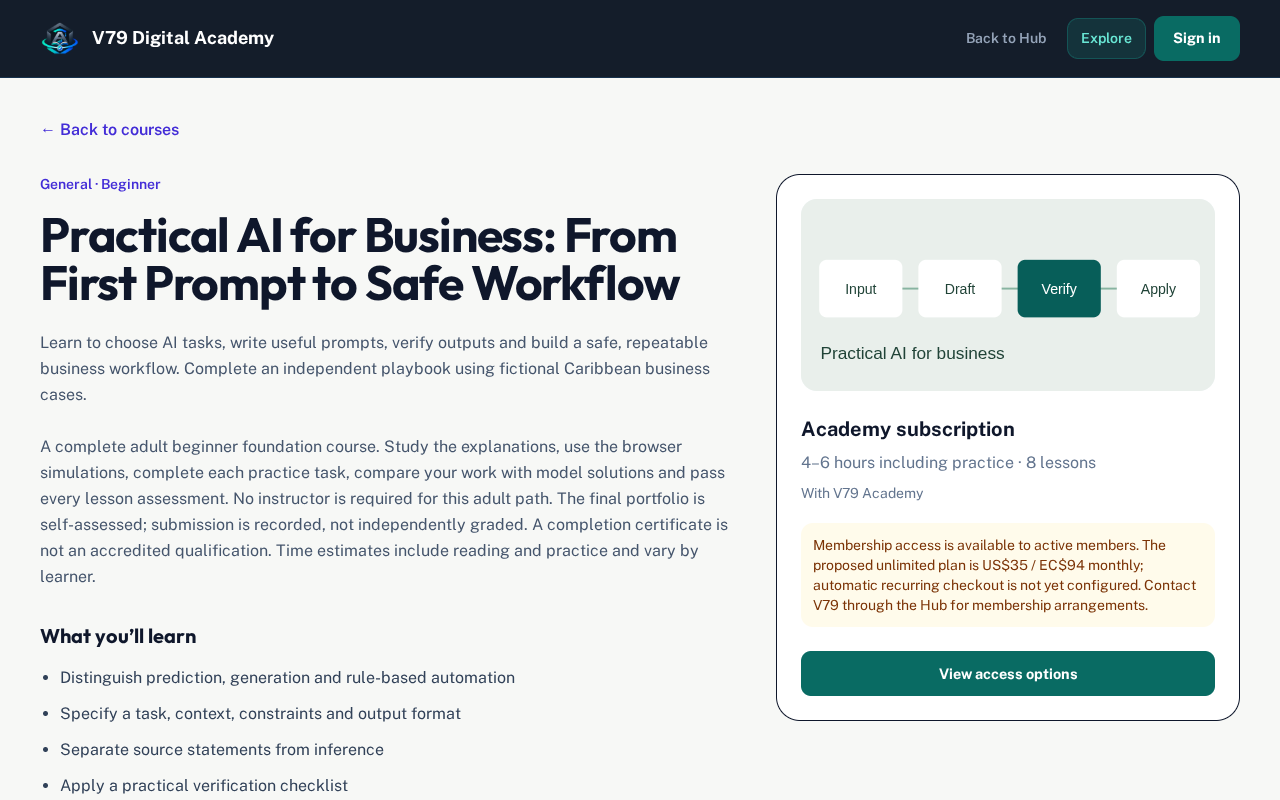 V79 Digital Academy
Back to Hub
Explore
Sign in
← Back to courses
General · Beginner
Practical AI for Business: From
First Prompt to Safe Workflow
Learn to choose AI tasks, write useful prompts, verify outputs and build a safe, repeatable
business workflow. Complete an independent playbook using fictional Caribbean business
cases.
A complete adult beginner foundation course. Study the explanations, use the browser
simulations, complete each practice task, compare your work with model solutions and pass
every lesson assessment. No instructor is required for this adult path. The final portfolio is
self-assessed; submission is recorded, not independently graded. A completion certificate is
not an accredited qualification. Time estimates include reading and practice and vary by
learner.
What you’ll learn
• Distinguish prediction, generation and rule-based automation
• Specify a task, context, constraints and output format
• Separate source statements from inference
• Apply a practical verification checklist
Input
Draft
Verify
Apply
Practical AI for business
Academy subscription
4–6 hours including practice · 8 lessons
With V79 Academy
Membership access is available to active members. The
proposed unlimited plan is US$35 / EC$94 monthly;
automatic recurring checkout is not yet configured. Contact
V79 through the Hub for membership arrangements.
View access options